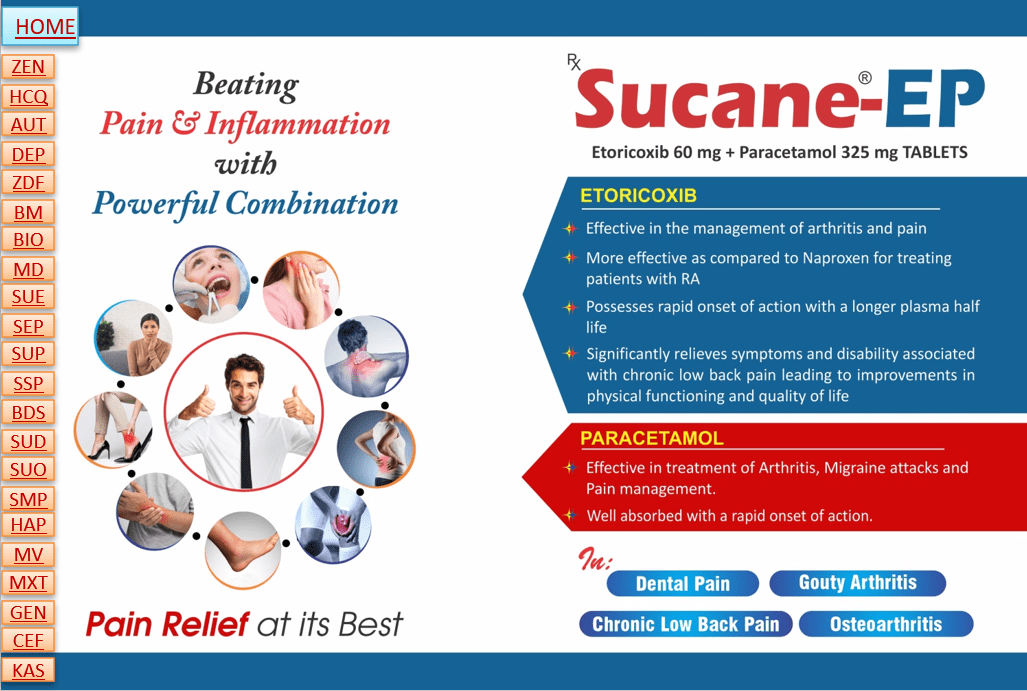 HOME
ZEN
HCQ
AUT
DEP
ZDF
BM
BIO
MD
SUE
SEP
SUP
SSP
BDS
SUD
SUO
SMP
HAP
MV
MXT
GEN
CEF
KAS
Beating
Pain & Inflammation
with
Powerful Combination
Pain Relief at its Best
Rx
Sucane®-EP
Etoricoxib 60 mg + Paracetamol 325 mg TABLETS
ETORICOXIB
Effective in the management of arthritis and pain
More effective as compared to Naproxen for treating
patients with RA
Possesses rapid onset of action with a longer plasma half
life
Significantly relieves symptoms and disability associated
with chronic low back pain leading to improvements in
physical functioning and quality of life
PARACETAMOL
Effective in treatment of Arthritis, Migraine attacks and
Pain management.
Well absorbed with a rapid onset of action.
In:
Dental Pain
Gouty Arthritis
Chronic Low Back Pain
Osteoarthritis